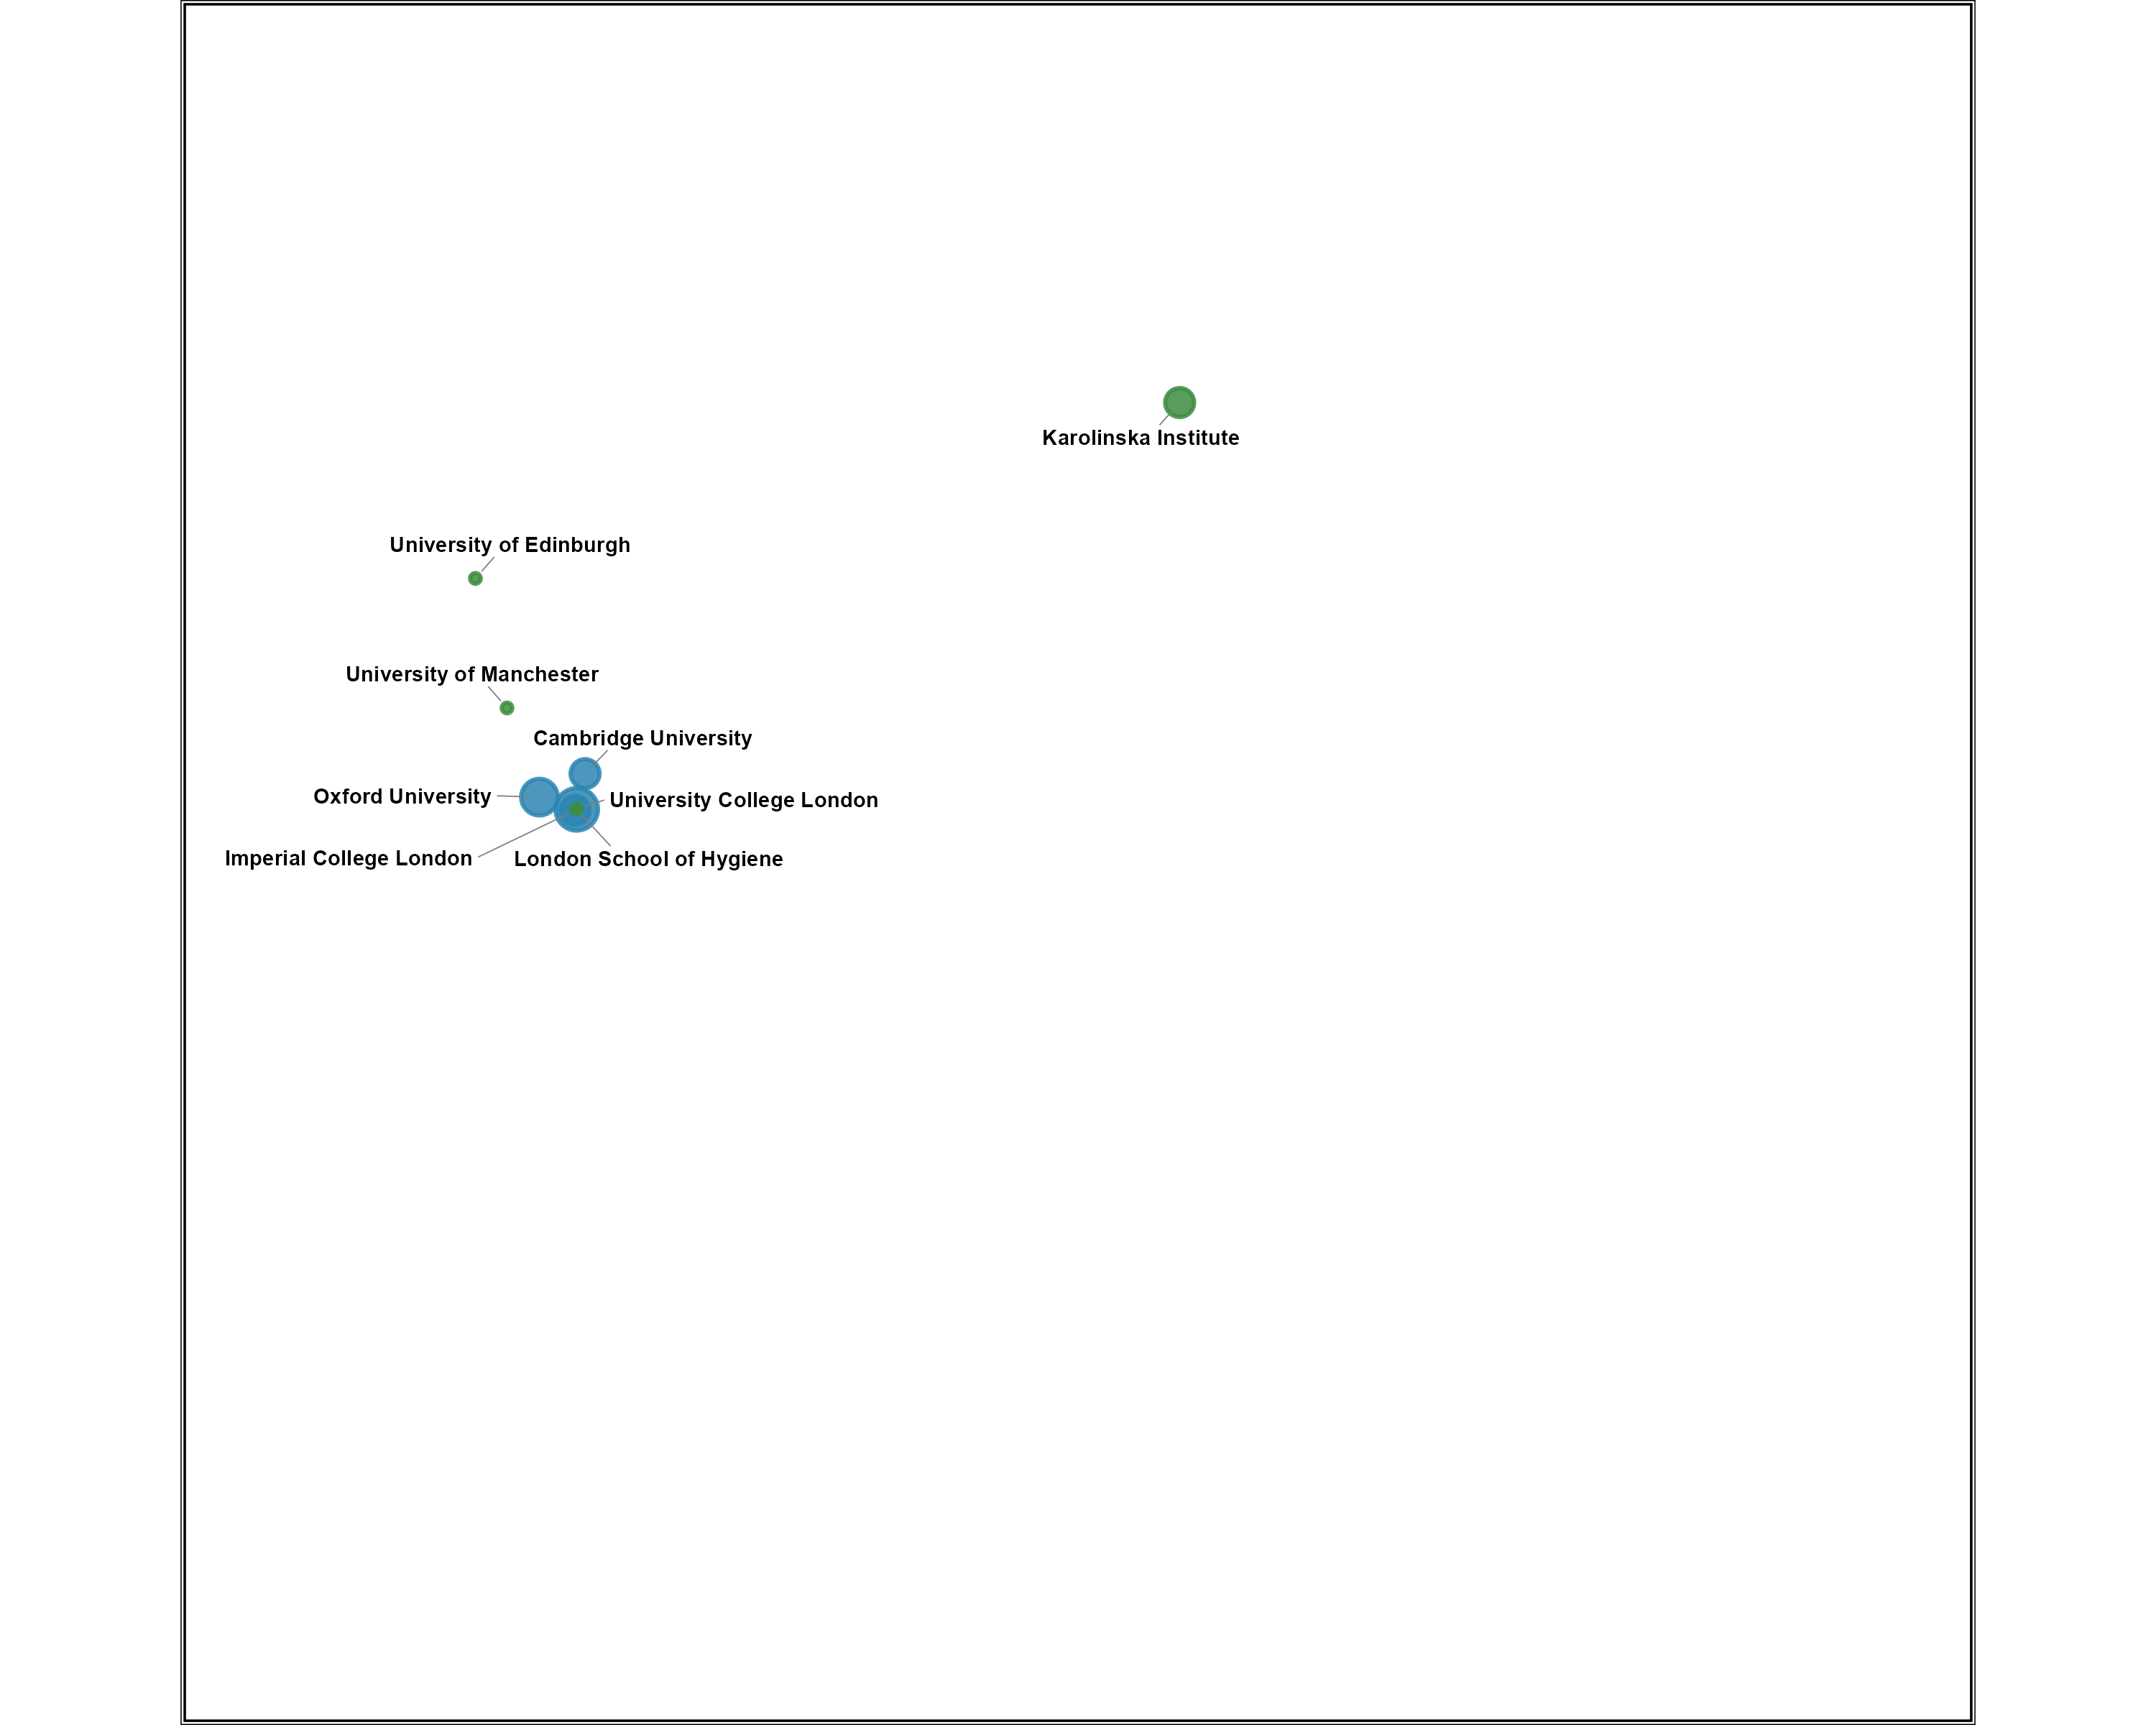 Karolinska Institute
University of Edinburgh
University of Manchester
Cambridge University
Oxford University
University College London
Imperial College London
London School of Hygiene